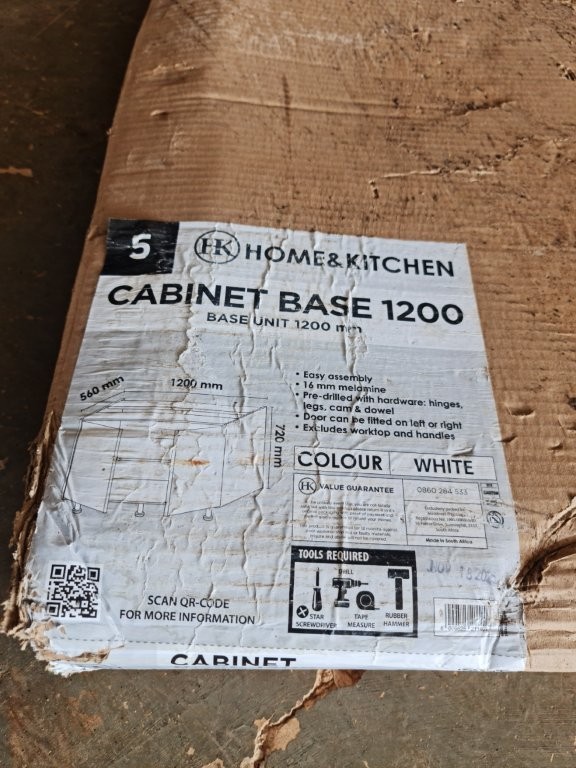 5
HK HOME&KITCHEN
CABINET BASE 1200
BASE UNIT 1200 mm
560 mm
1200 mm
720 mm
• Easy assembly
• 16 mm melamine
• Pre-drilled with hardware: hinges,
legs, cam & dowel
• Door can be fitted on left or right
• Excludes worktop and handles
COLOUR WHITE
HK VALUE GUARANTEE
0860 284 533
Made in South Africa
TOOLS REQUIRED
STAR
SCREWDRIVER
DRILL
TAPE
MEASURE
RUBBER
HAMMER
SCAN QR-CODE
FOR MORE INFORMATION
CABINET